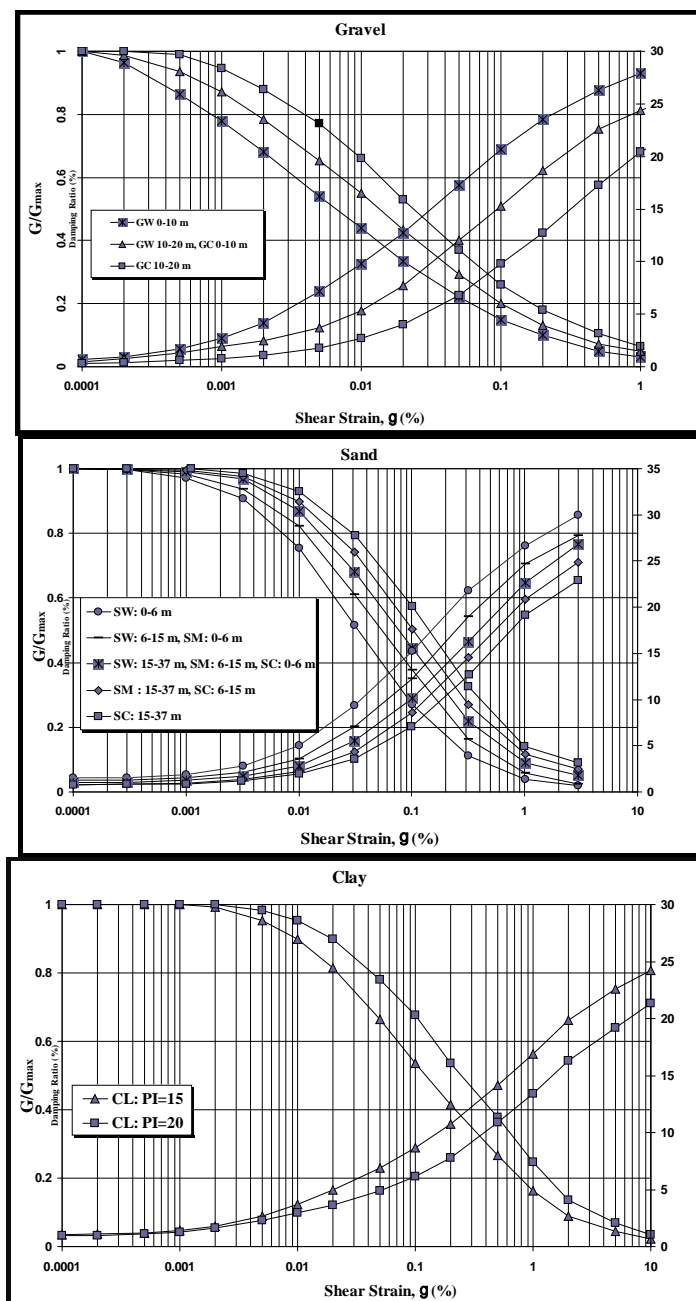 Gravel
1
0.8
0.6
0.4
0.2
0
G/Gmax
Damping Ratio (%)
30
25
20
15
10
5
0
GW 0-10 m
GW 10-20 m, GC 0-10 m
GC 10-20 m
0.0001
0.001
0.01
0.1
1
Shear Strain, g (%)
Sand
1
0.8
0.6
0.4
0.2
0
G/Gmax
Damping Ratio (%)
35
30
25
20
15
10
5
0
SW: 0-6 m
SW: 6-15 m, SM: 0-6 m
SW: 15-37 m, SM: 6-15 m, SC: 0-6 m
SM : 15-37 m, SC: 6-15 m
SC: 15-37 m
0.0001
0.001
0.01
0.1
1
10
Shear Strain, g (%)
Clay
1
0.8
0.6
0.4
0.2
0
G/Gmax
Damping Ratio (%)
30
25
20
15
10
5
0
CL: PI=15
CL: PI=20
0.0001
0.001
0.01
0.1
1
10
Shear Strain, g (%)